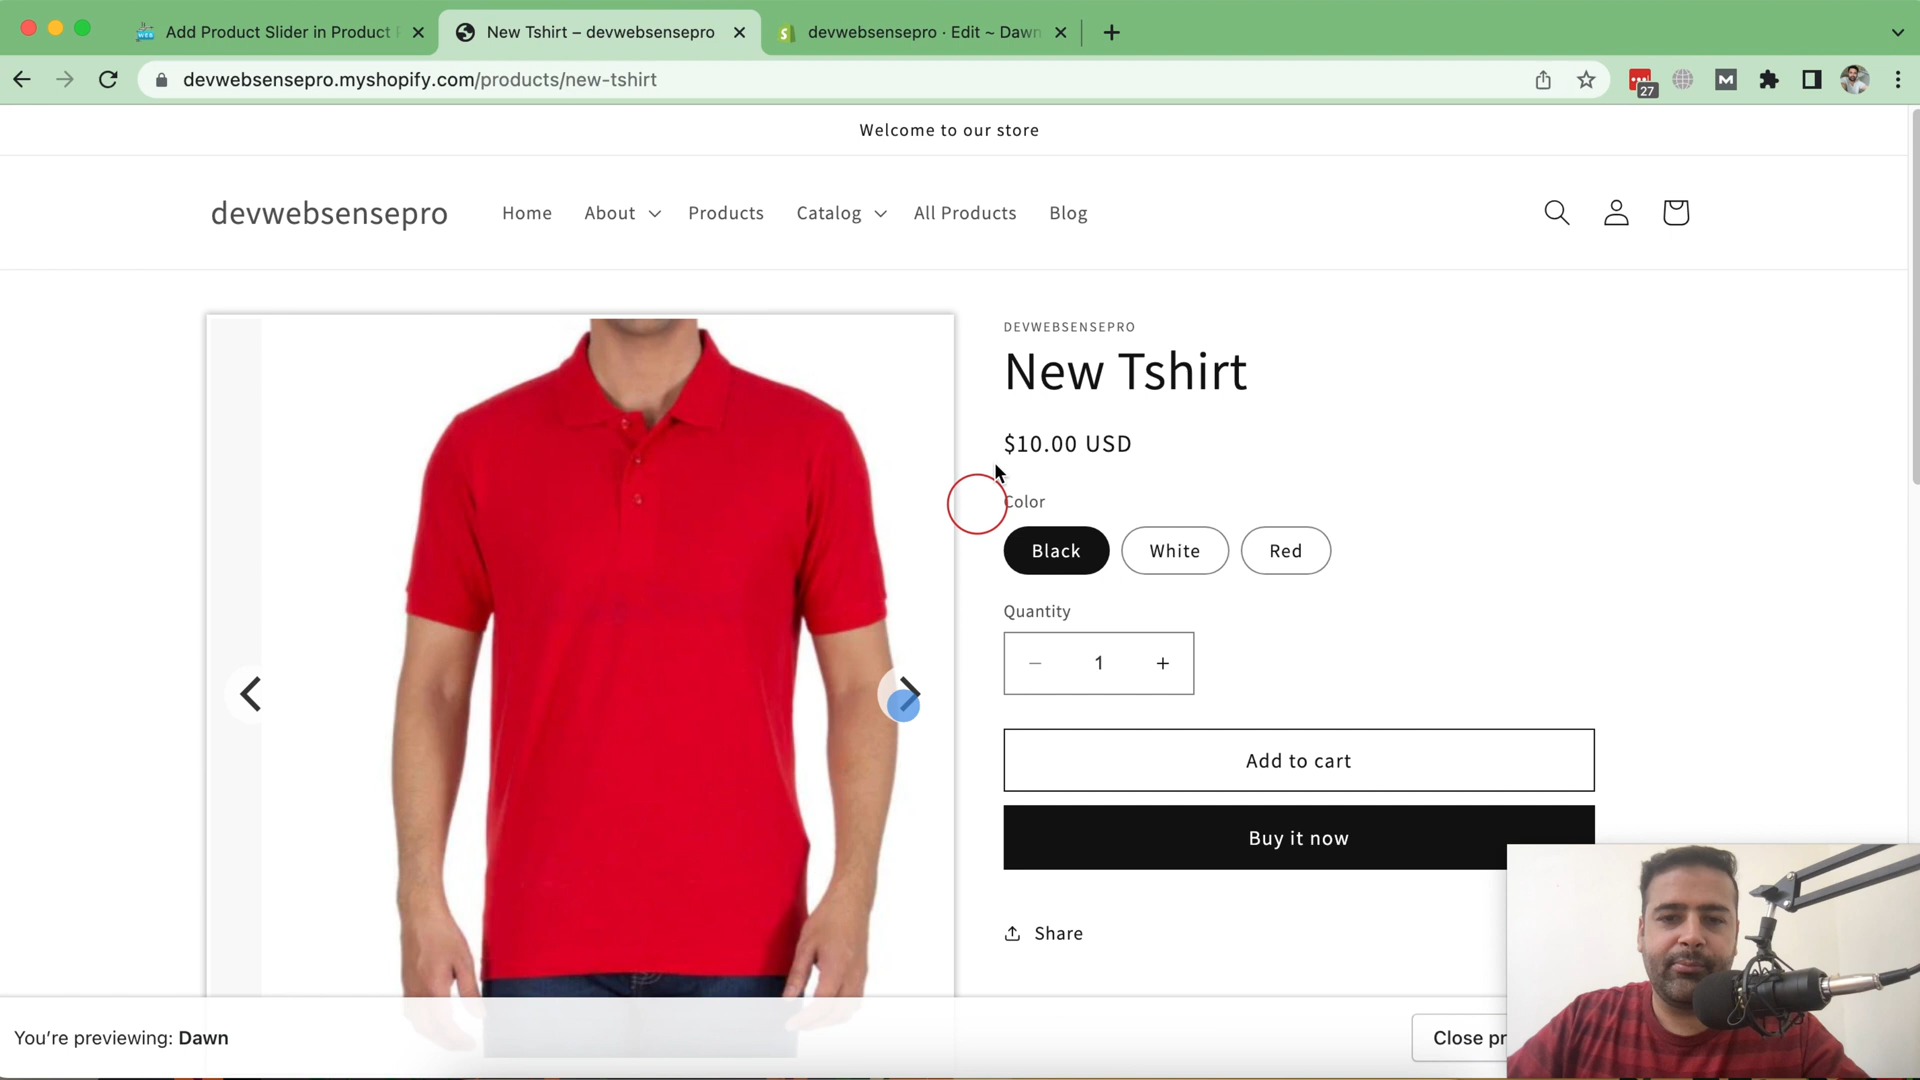 Add Product Slider in Product
New Tshirt – devwebsensepro
devwebsensepro · Edit ~ Dawn
devwebsensepro.myshopify.com/products/new-tshirt
27
Welcome to our store
devwebsensepro
Home
About
Products
Catalog
All Products
Blog
DEVWEBSENSEPRO
New Tshirt
$10.00 USD
Color
Black
White
Red
Quantity
1
Add to cart
Buy it now
Share
You're previewing: Dawn
Close pr